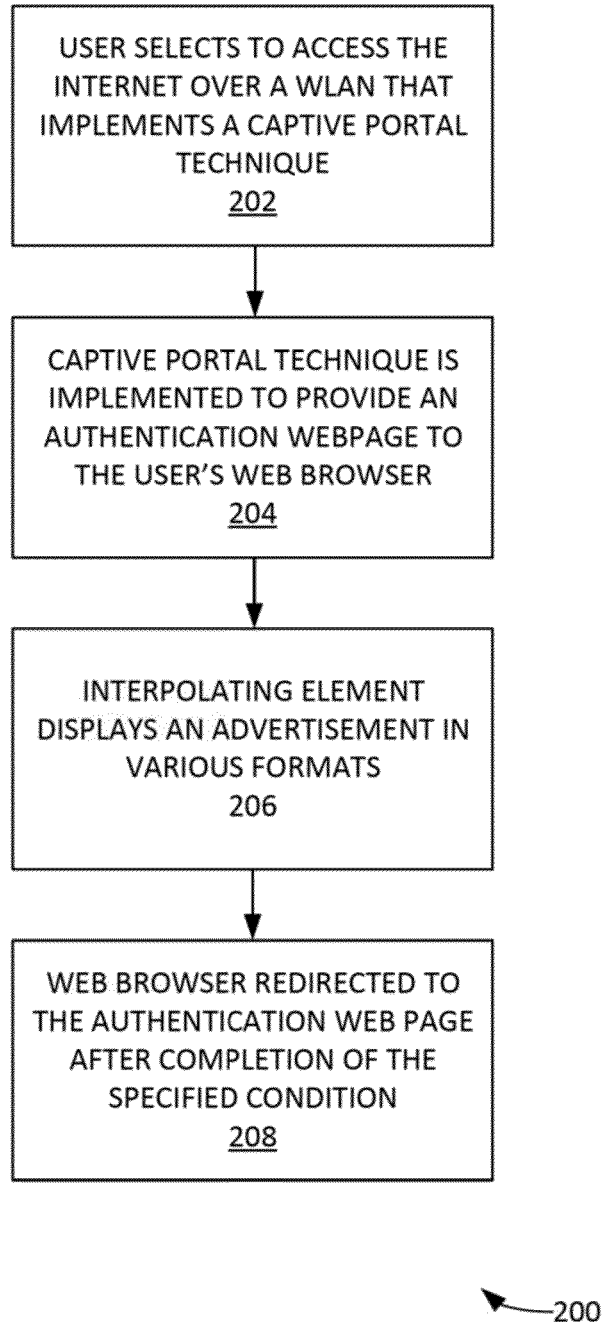 USER SELECTS TO ACCESS THE
INTERNET OVER A WLAN THAT
IMPLEMENTS A CAPTIVE PORTAL
TECHNIQUE
202
CAPTIVE PORTAL TECHNIQUE IS
IMPLEMENTED TO PROVIDE AN
AUTHENTICATION WEBPAGE TO
THE USER'S WEB BROWSER
204
INTERPOLATING ELEMENT
DISPLAYS AN ADVERTISEMENT IN
VARIOUS FORMATS
206
WEB BROWSER REDIRECTED TO
THE AUTHENTICATION WEB PAGE
AFTER COMPLETION OF THE
SPECIFIED CONDITION
208
200